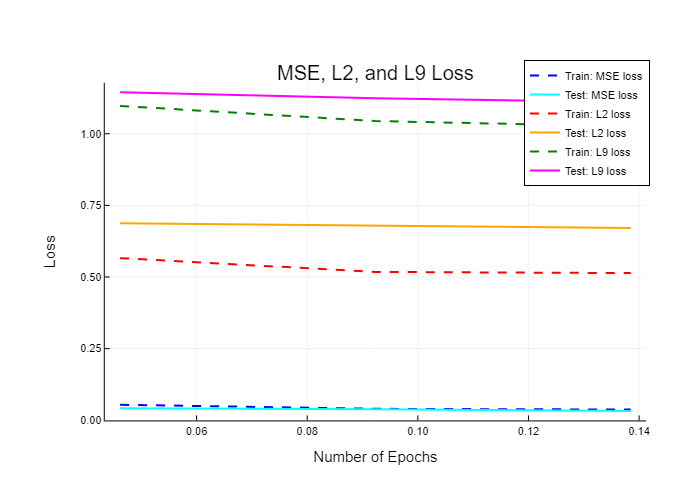 MSE, L2, and L9 Loss
Train: MSE loss
Test: MSE loss
Train: L2 loss
Test: L2 loss
Train: L9 loss
Test: L9 loss
1.00
0.75
0.50
0.25
0.00
Loss
0.06
0.08
0.10
0.12
0.14
Number of Epochs